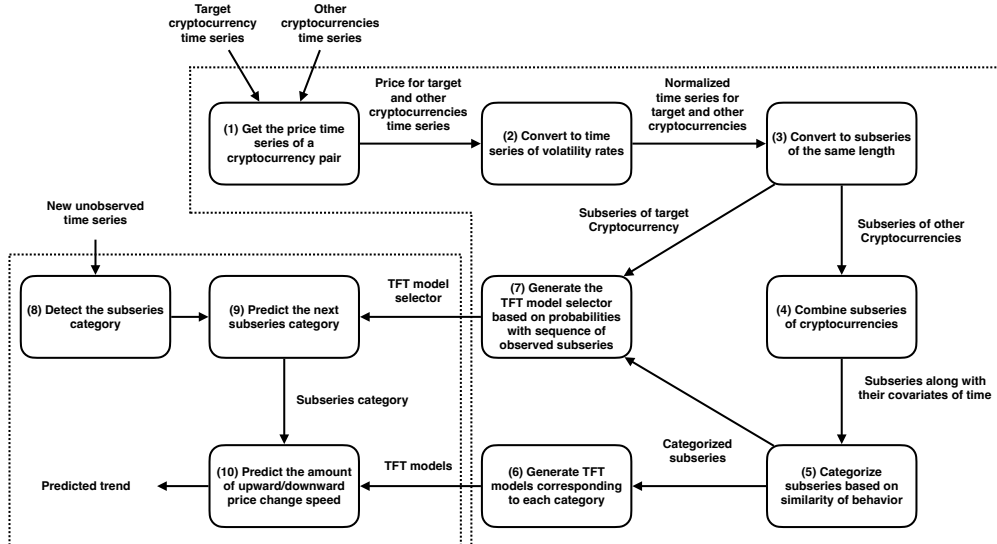 Target
cryptocurrency
time series
Other
cryptocurrencies
time series
(1) Get the price time
series of a
cryptocurrency pair
Price for target
and other
cryptocurrencies
time series
(2) Convert to time
series of volatility rates
Normalized
time series for
target and other
cryptocurrencies
(3) Convert to subseries
of the same length
Subseries of target
Cryptocurrency
Subseries of other
Cryptocurrencies
New unobserved
time series
(8) Detect the subseries
category
(9) Predict the next
subseries category
TFT model
selector
(7) Generate the
TFT model selector
based on probabilities
with sequence of
observed subseries
(4) Combine subseries
of cryptocurrencies
Subseries category
Subseries along with
their covariates of time
Predicted trend
(10) Predict the amount
of upward/downward
price change speed
TFT models
(6) Generate TFT
models corresponding
to each category
Categorized
subseries
(5) Categorize
subseries based on
similarity of behavior